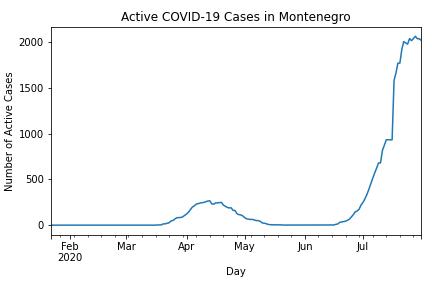 Active COVID-19 Cases in Montenegro
Number of Active Cases
2000
1500
1000
500
0
Feb
2020
Mar
Apr
May
Jun
Jul
Day